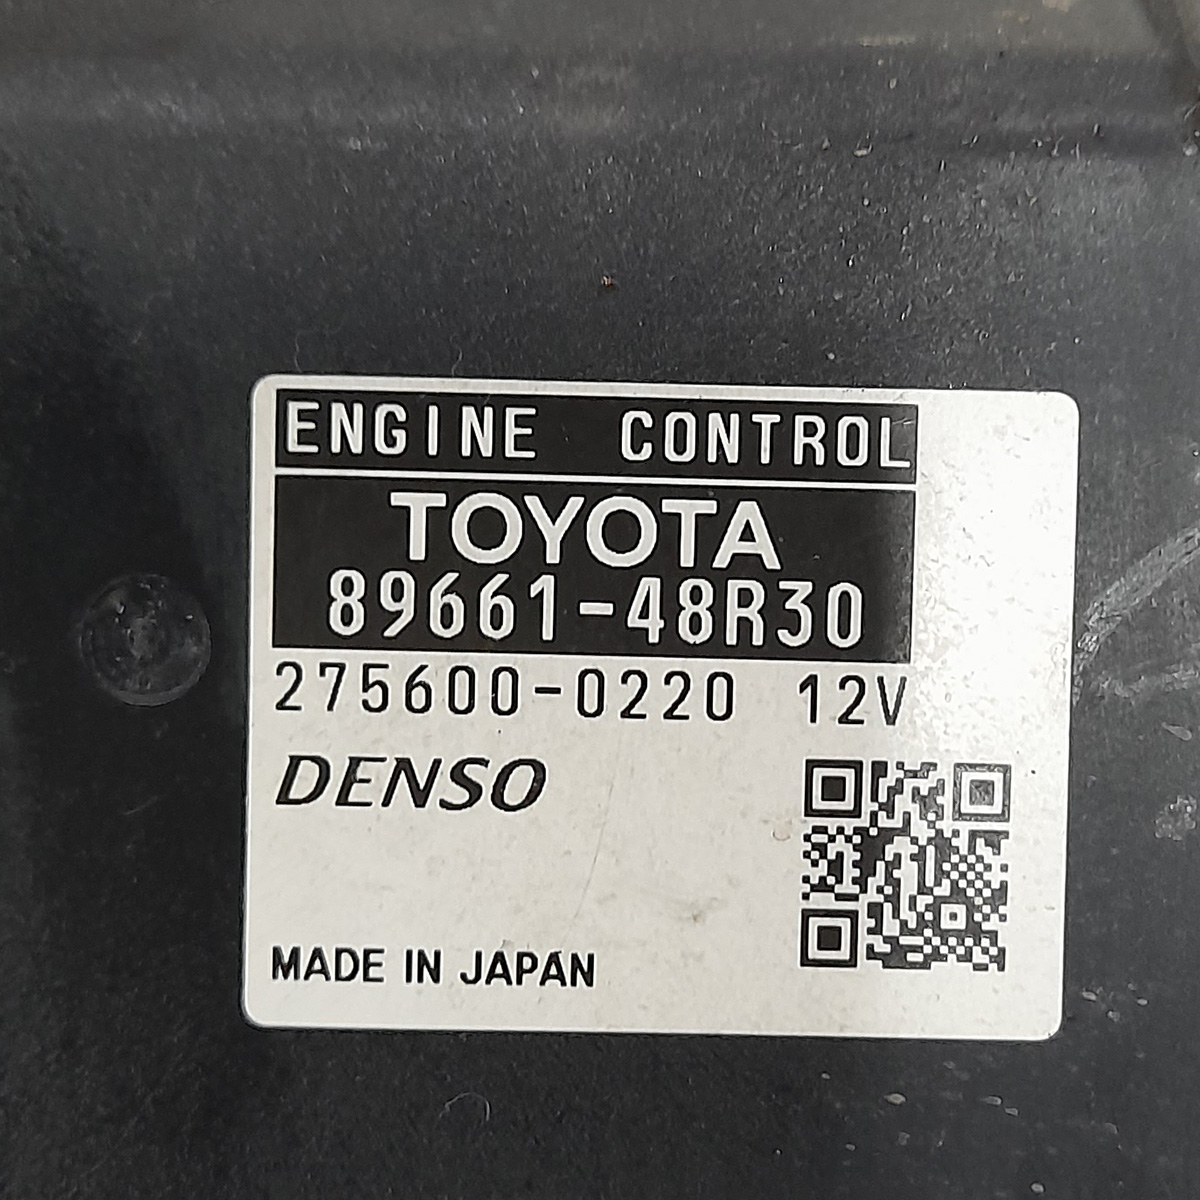 ENGINE CONTROL
TOYOTA
89661-48R30
275600-0220 12V
DENSO
MADE IN JAPAN